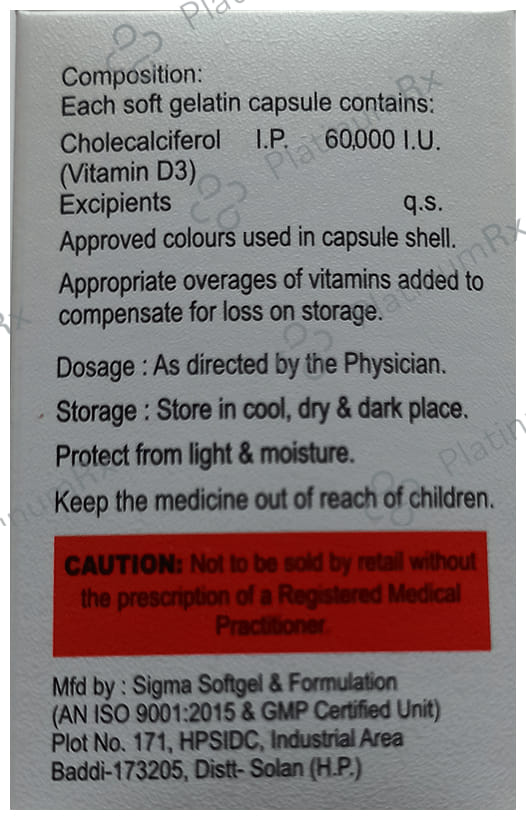 Composition:
Each soft gelatin capsule contains:
Cholecalciferol I.P. 60,000 I.U.
(Vitamin D3)
Excipients q.s.
Approved colours used in capsule shell.
Appropriate overages of vitamins added to
compensate for loss on storage.
Dosage : As directed by the Physician.
Storage : Store in cool, dry & dark place.
Protect from light & moisture.
Keep the medicine out of reach of children.
CAUTION: Not to be sold by retail without
the prescription of a Registered Medical
Practitioner
Mfd by : Sigma Softgel & Formulation
(AN ISO 9001:2015 & GMP Certified Unit)
Plot No. 171, HPSIDC, Industrial Area
Baddi-173205, Distt- Solan (H.P.)
PlatinumRx
PlatinumRx